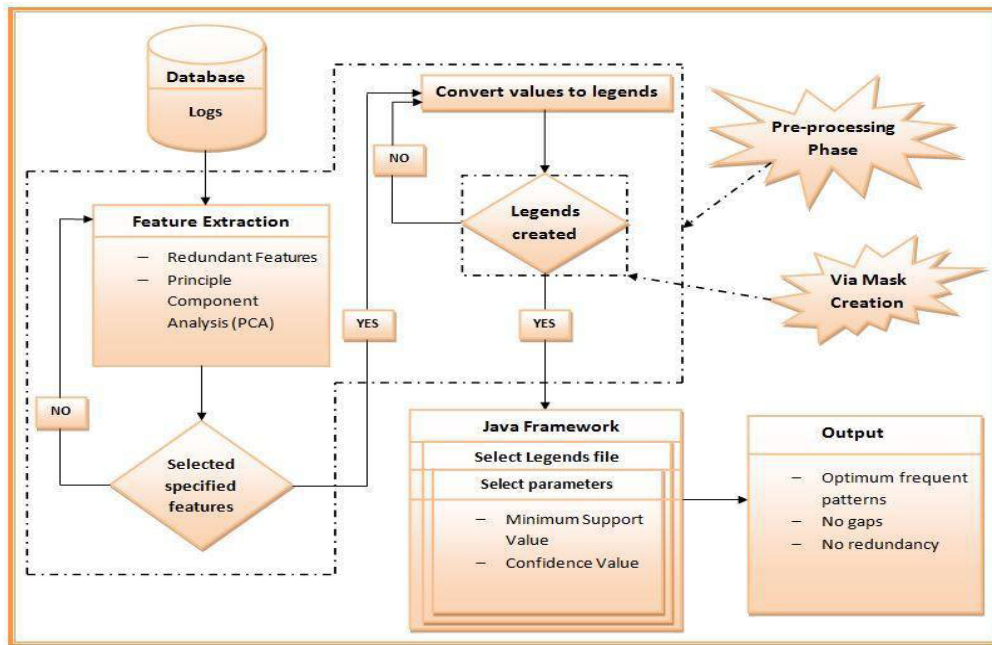 Database
Logs
Feature Extraction
– Redundant Features
– Principle
Component
Analysis (PCA)
NO
Selected
specified
features
YES
Convert values to legends
NO
Legends
created
YES
Pre-processing
Phase
Via Mask
Creation
Java Framework
Select Legends file
Select parameters
– Minimum Support
Value
– Confidence Value
Output
– Optimum frequent
patterns
– No gaps
– No redundancy